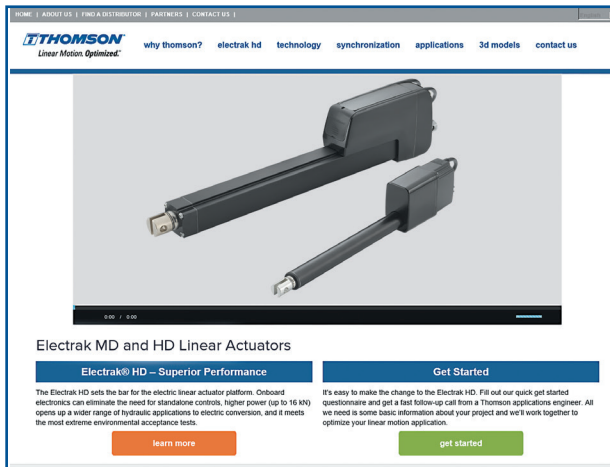 HOME | ABOUT US | FIND A DISTRIBUTOR | PARTNERS | CONTACT US |
THOMSON™
Linear Motion. Optimized.™
why thomson? electrak hd technology synchronization applications 3d models contact us
0:00 / 0:00
Electrak MD and HD Linear Actuators
Electrak® HD – Superior Performance
The Electrak HD sets the bar for the electric linear actuator platform. Onboard
electronics can eliminate the need for standalone controls, higher power (up to 16 kN)
opens up a wider range of hydraulic applications to electric conversion, and it meets
the most extreme environmental acceptance tests.
learn more
Get Started
It's easy to make the change to the Electrak HD. Fill out our quick get started
questionnaire and get a fast follow-up call from a Thomson applications engineer. All
we need is some basic information about your project and we'll work together to
optimize your linear motion application.
get started